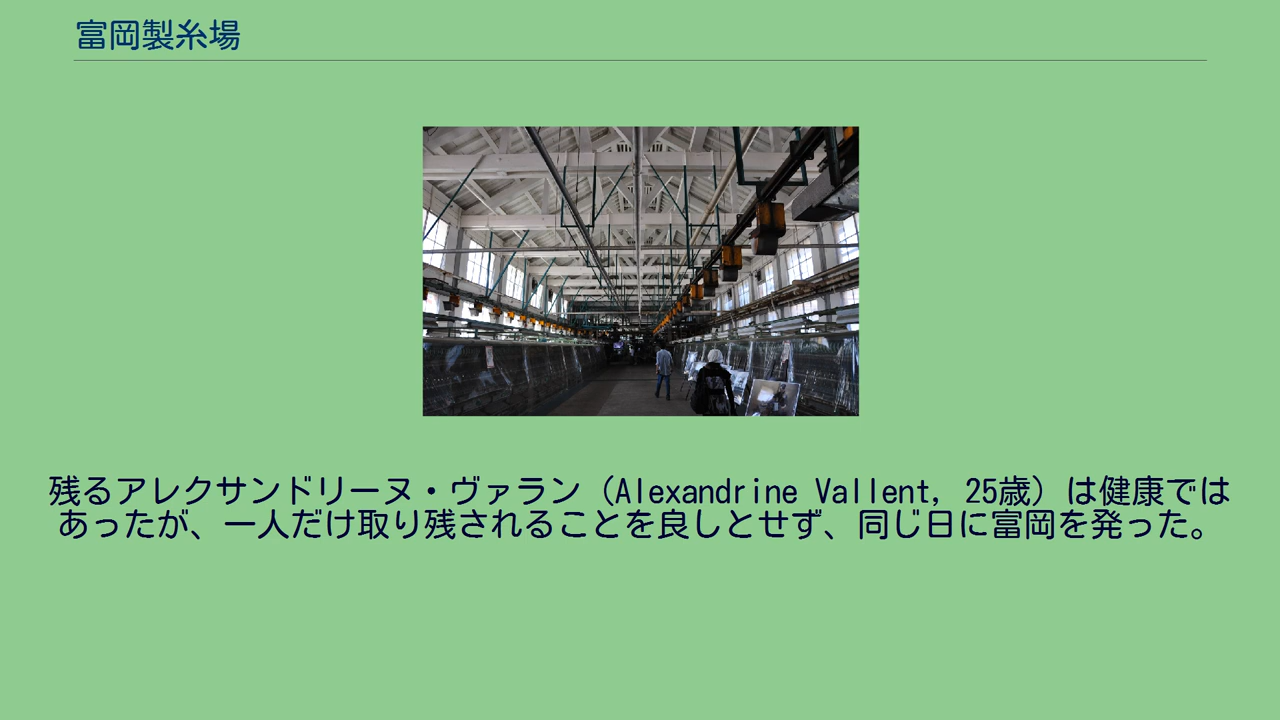 富岡製糸場
残るアレクサンドリーヌ・ヴァラン（Alexandrine Vallent, 25歳）は健康では
あったが、一人だけ取り残されることを良しとせず、同じ日に富岡を発った。